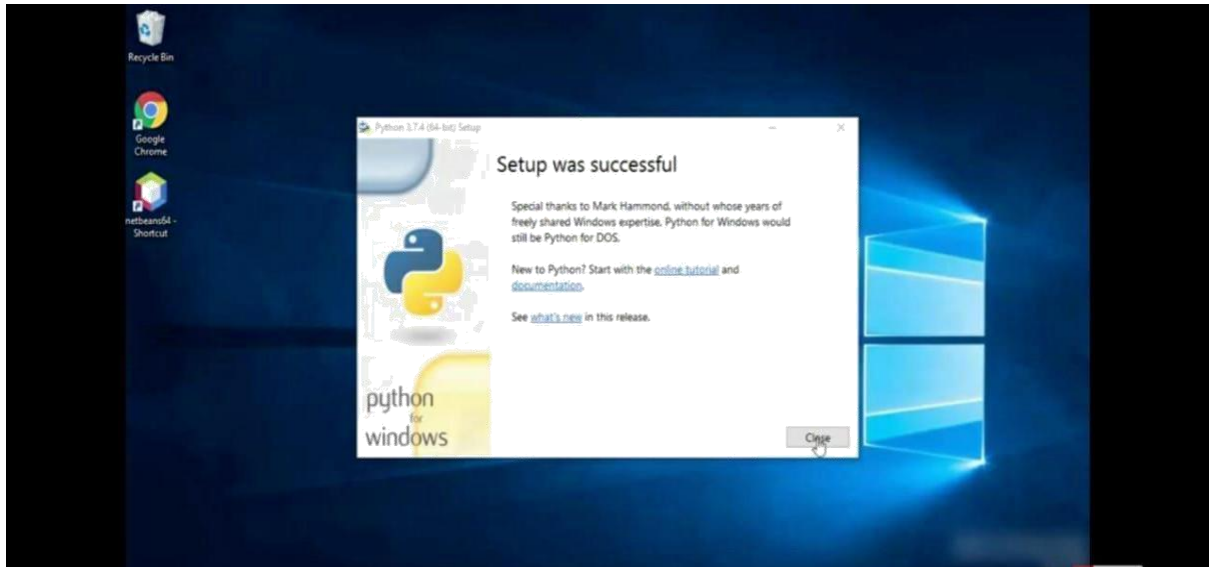 Recycle Bin
Google
Chrome
netbeans64 -
Shortcut
Python 3.7.4 (64-bit) Setup
Setup was successful
Special thanks to Mark Hammond, without whose years of
freely shared Windows expertise, Python for Windows would
still be Python for DOS.
New to Python? Start with the online tutorial and
documentation.
See what's new in this release.
python
for
windows
Close